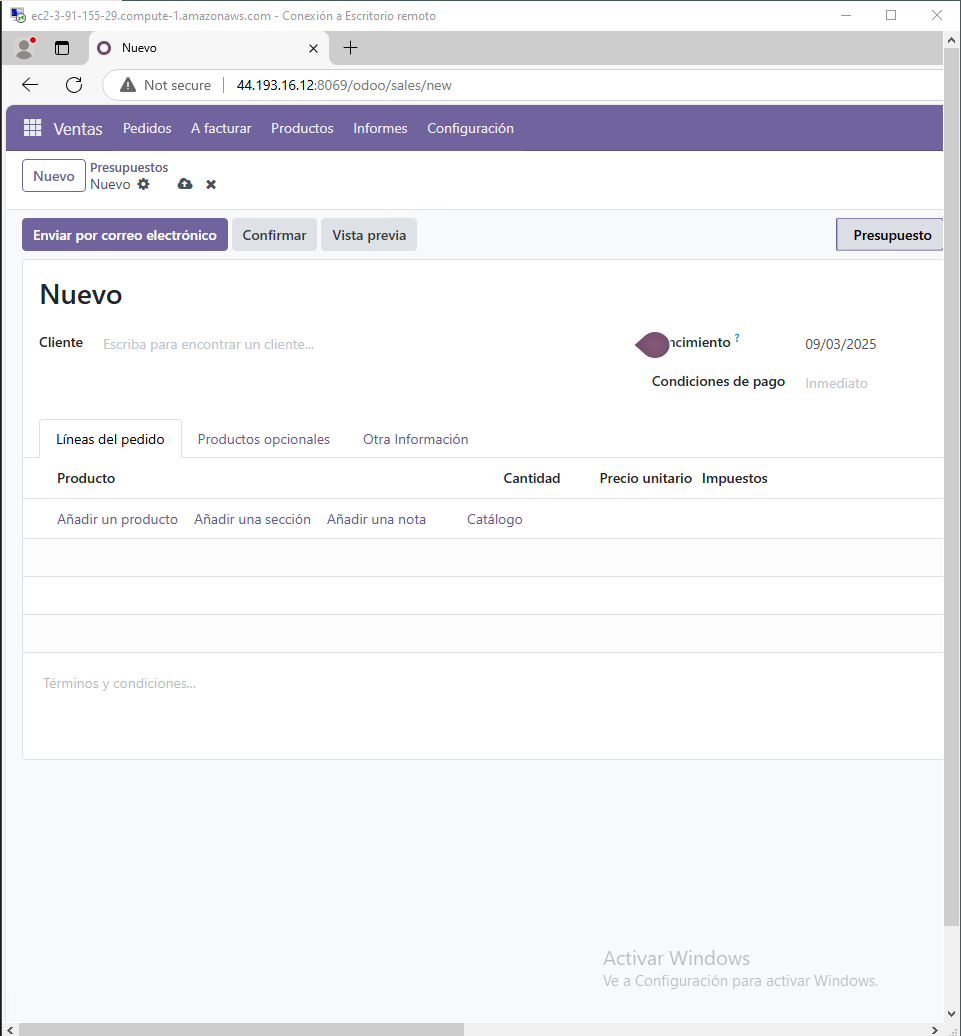 ec2-3-91-155-29.compute-1.amazonaws.com - Conexión a Escritorio remoto
Nuevo
Not secure 44.193.16.12:8069/odoo/sales/new
Ventas Pedidos A facturar Productos Informes Configuración
Nuevo Presupuestos
Nuevo
Enviar por correo electrónico Confirmar Vista previa Presupuesto
Nuevo
Cliente Escriba para encontrar un cliente... ? 09/03/2025
Condiciones de pago Inmediato
Líneas del pedido Productos opcionales Otra Información
Producto Cantidad Precio unitario Impuestos
Añadir un producto Añadir una sección Añadir una nota Catálogo
Términos y condiciones...
Activar Windows
Ve a Configuración para activar Windows.